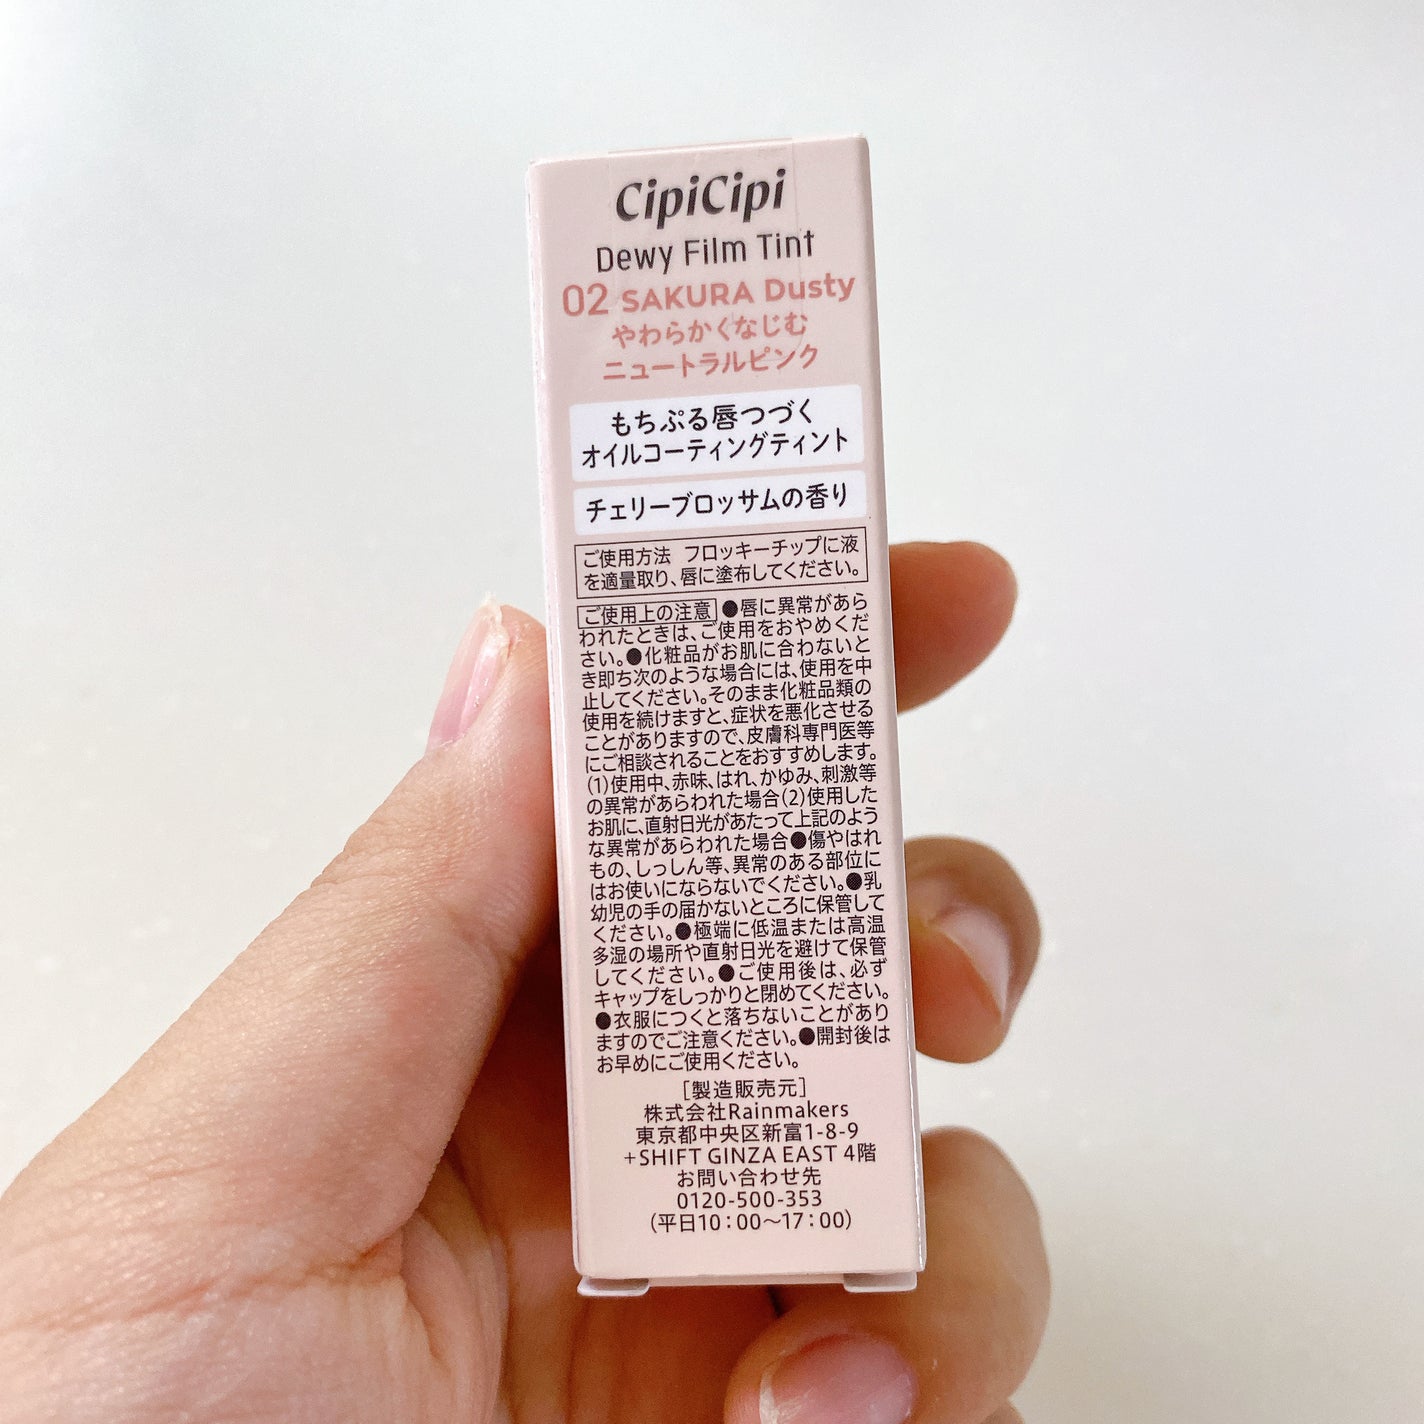 CipiCipi
Dewy Film Tint
02 SAKURA Dusty
やわらかくなじむ
ニュートラルピンク
もちぷる唇つづく
オイルコーティングティント
チェリーブロッサムの香り
ご使用方法 フロッキーチップに液
を適量取り、唇に塗布してください。
ご使用上の注意 ●唇に異常があら
われたときは、ご使用をおやめくだ
さい。●化粧品がお肌に合わないと
き即ち次のような場合には、使用を中
止してください。そのまま化粧品類の
使用を続けますと、症状を悪化させる
ことがありますので、皮膚科専門医等
にご相談されることをおすすめします。
(1)使用中、赤味、はれ、かゆみ、刺激等
の異常があらわれた場合(2)使用した
お肌に、直射日光があたって上記のよう
な異常があらわれた場合●傷やはれ
もの、しっしん等、異常のある部位に
はお使いにならないでください。●乳
幼児の手の届かないところに保管して
ください。●極端に低温または高温
多湿の場所や直射日光を避けて保管
してください。●ご使用後は、必ず
キャップをしっかりと閉めてください。
●衣服につくと落ちないことがあり
ますのでご注意ください。●開封後は
お早めにご使用ください。
［製造販売元］
株式会社Rainmakers
東京都中央区新富1-8-9
+SHIFT GINZA EAST 4階
お問い合わせ先
0120-500-353
（平日10：00〜17：00）